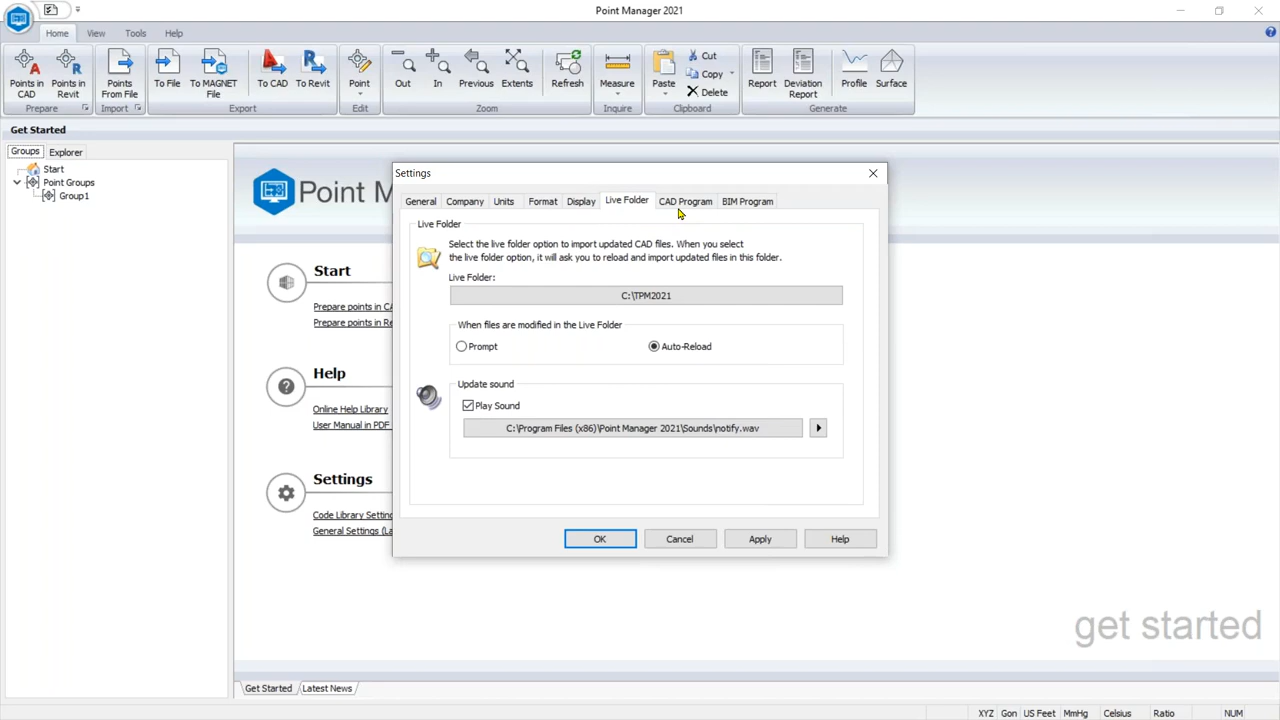 Point Manager 2021
Home View Tools Help
Points in CAD
Points in Revit
Prepare
Points From File
Import
To File
To MAGNET File
To CAD
To Revit
Export
Point
Edit
Out
In
Previous
Extents
Zoom
Refresh
Measure
Inquire
Paste
Cut
Copy
Delete
Clipboard
Report
Deviation Report
Profile
Surface
Generate
Get Started
Groups Explorer
Start
Point Groups
Group1
Point Ma
Start
Prepare points in CA
Prepare points in Re
Help
Online Help Library
User Manual in PDF
Settings
Code Library Setting
General Settings (La
Settings
General Company Units Format Display Live Folder CAD Program BIM Program
Live Folder
Select the live folder option to import updated CAD files. When you select
the live folder option, it will ask you to reload and import updated files in this folder.
Live Folder:
C:\TPM2021
When files are modified in the Live Folder
Prompt Auto-Reload
Update sound
Play Sound
C:\Program Files (x86)\Point Manager 2021\Sounds\notify.wav
OK Cancel Apply Help
get started
Get Started Latest News
XYZ Gon US Feet MmHg Celsius Ratio NUM